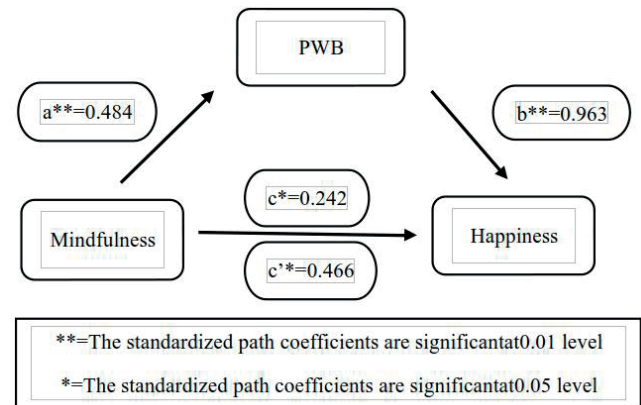 PWB
a**=0.484
b**=0.963
c*=0.242
Mindfulness
Happiness
c’*=0.466
**=The standardized path coefficients are significantat0.01 level
*=The standardized path coefficients are significantat0.05 level